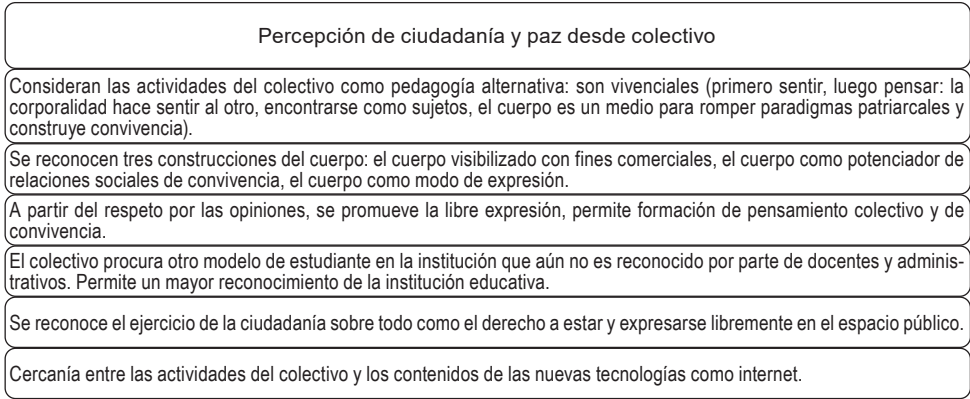 Percepción de ciudadanía y paz desde colectivo
Consideran las actividades del colectivo como pedagogía alternativa: son vivenciales (primero sentir, luego pensar: la
corporalidad hace sentir al otro, encontrarse como sujetos, el cuerpo es un medio para romper paradigmas patriarcales y
construye convivencia).
Se reconocen tres construcciones del cuerpo: el cuerpo visibilizado con fines comerciales, el cuerpo como potenciador de
relaciones sociales de convivencia, el cuerpo como modo de expresión.
A partir del respeto por las opiniones, se promueve la libre expresión, permite formación de pensamiento colectivo y de
convivencia.
El colectivo procura otro modelo de estudiante en la institución que aún no es reconocido por parte de docentes y adminis-
trativos. Permite un mayor reconocimiento de la institución educativa.
Se reconoce el ejercicio de la ciudadanía sobre todo como el derecho a estar y expresarse libremente en el espacio público.
Cercanía entre las actividades del colectivo y los contenidos de las nuevas tecnologías como internet.